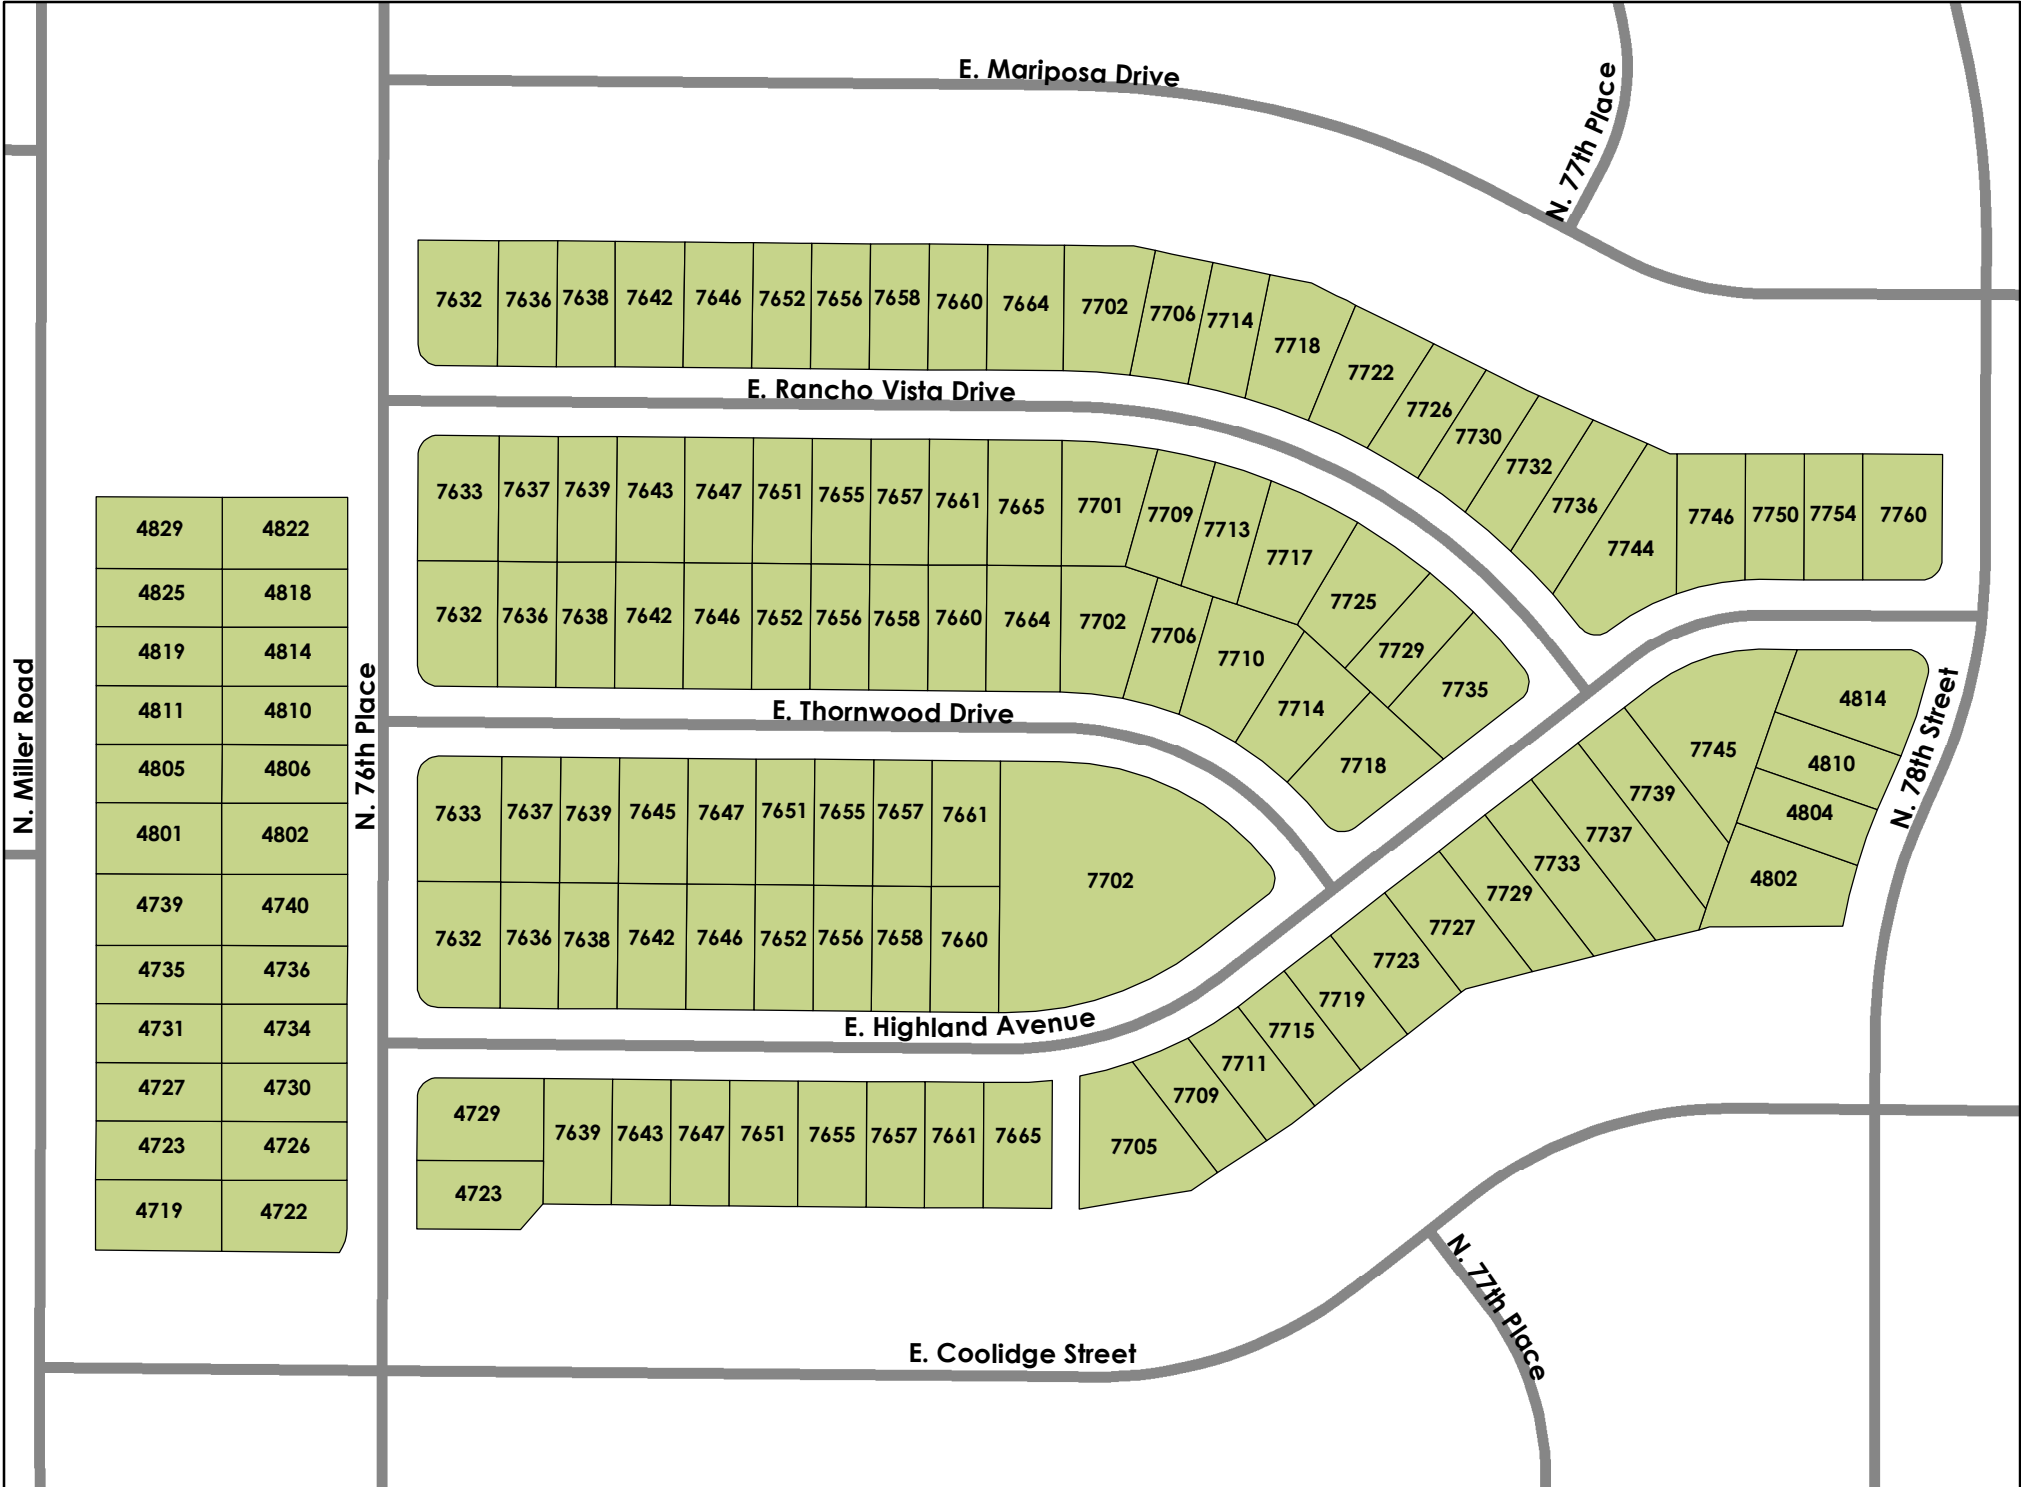 E. Mariposa Drive
N. 77th Place
7632 7636 7638 7642 7646 7652 7656 7658 7660 7664 7702 7706 7714 7718 7722 7726 7730 7732 7736 7744 7746 7750 7754 7760
E. Rancho Vista Drive
7633 7637 7639 7643 7647 7651 7655 7657 7661 7665 7701 7709 7713 7717 7725 7729 7735
7632 7636 7638 7642 7646 7652 7656 7658 7660 7664 7702 7706 7710 7714 7718
E. Thornwood Drive
7633 7637 7639 7645 7647 7651 7655 7657 7661 7702
7632 7636 7638 7642 7646 7652 7656 7658 7660
E. Highland Avenue
4729
4723
7639 7643 7647 7651 7655 7657 7661 7665 7705 7709 7711 7715 7719 7723 7727 7729 7733 7737 7739 7745
4814
4810
4804
4802
N. 78th Street
N. Miller Road
4829 4822
4825 4818
4819 4814
4811 4810
4805 4806
4801 4802
4739 4740
4735 4736
4731 4734
4727 4730
4723 4726
4719 4722
N. 76th Place
E. Coolidge Street
N. 77th Place